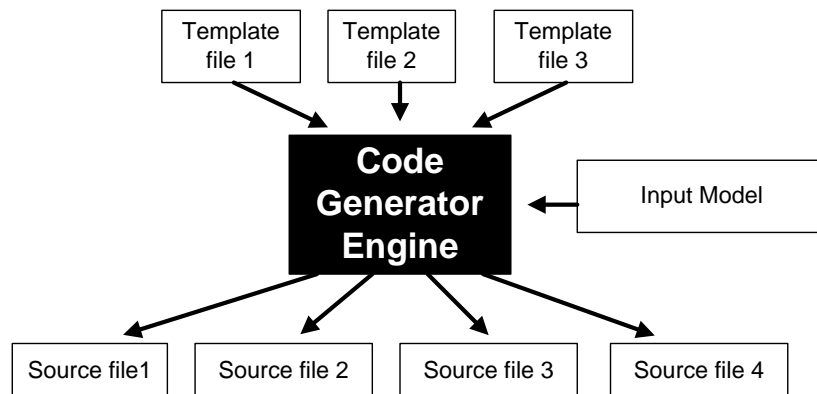 Template
file 1
Template
file 2
Template
file 3
Code
Generator
Engine
Input Model
Source file1
Source file 2
Source file 3
Source file 4